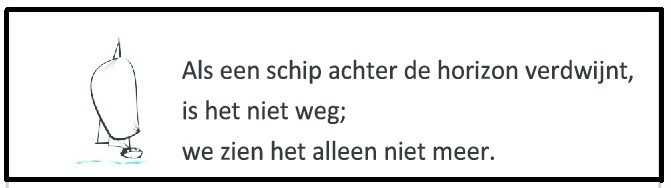 Als een schip achter de horizon verdwijnt,
is het niet weg;
we zien het alleen niet meer.